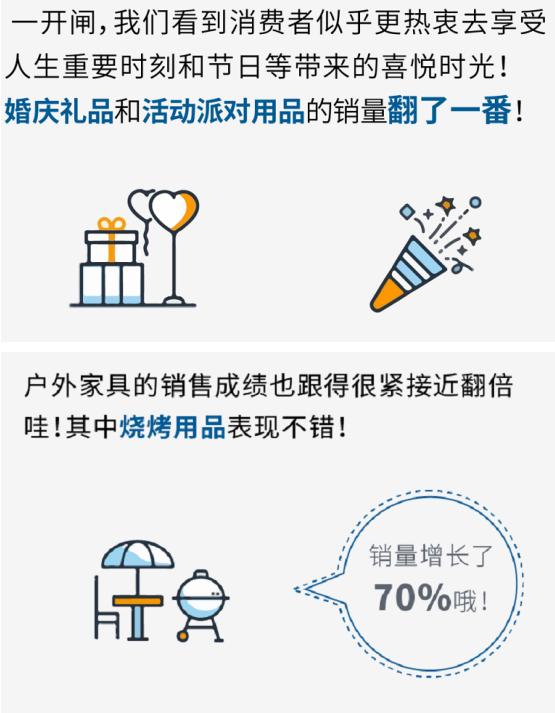 一开闸，我们看到消费者似乎更热衷去享受
人生重要时刻和节日等带来的喜悦时光！
婚庆礼品和活动派对用品的销量翻了一番！
户外家具的销售成绩也跟得很紧接近翻倍
哇！其中烧烤用品表现不错！
销量增长了
70%哦！